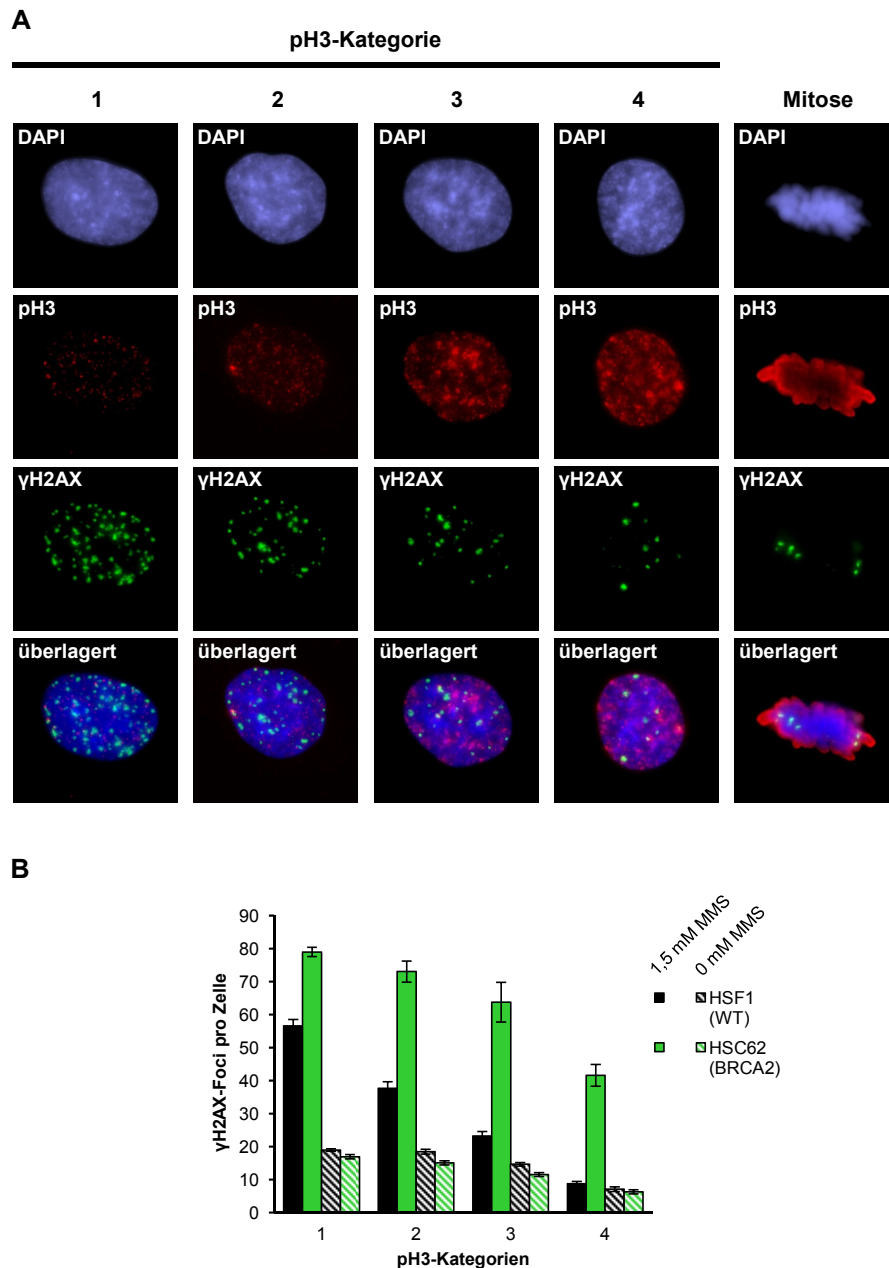 A
pH3-Kategorie
1 2 3 4 Mitose
DAPI DAPI DAPI DAPI DAPI
pH3 pH3 pH3 pH3 pH3
γH2AX γH2AX γH2AX γH2AX γH2AX
überlagert überlagert überlagert überlagert überlagert
B
1,5 mM MMS
0 mM MMS
HSF1
(WT)
HSC62
(BRCA2)
γH2AX-Foci pro Zelle
90
80
70
60
50
40
30
20
10
0
1 2 3 4
pH3-Kategorien